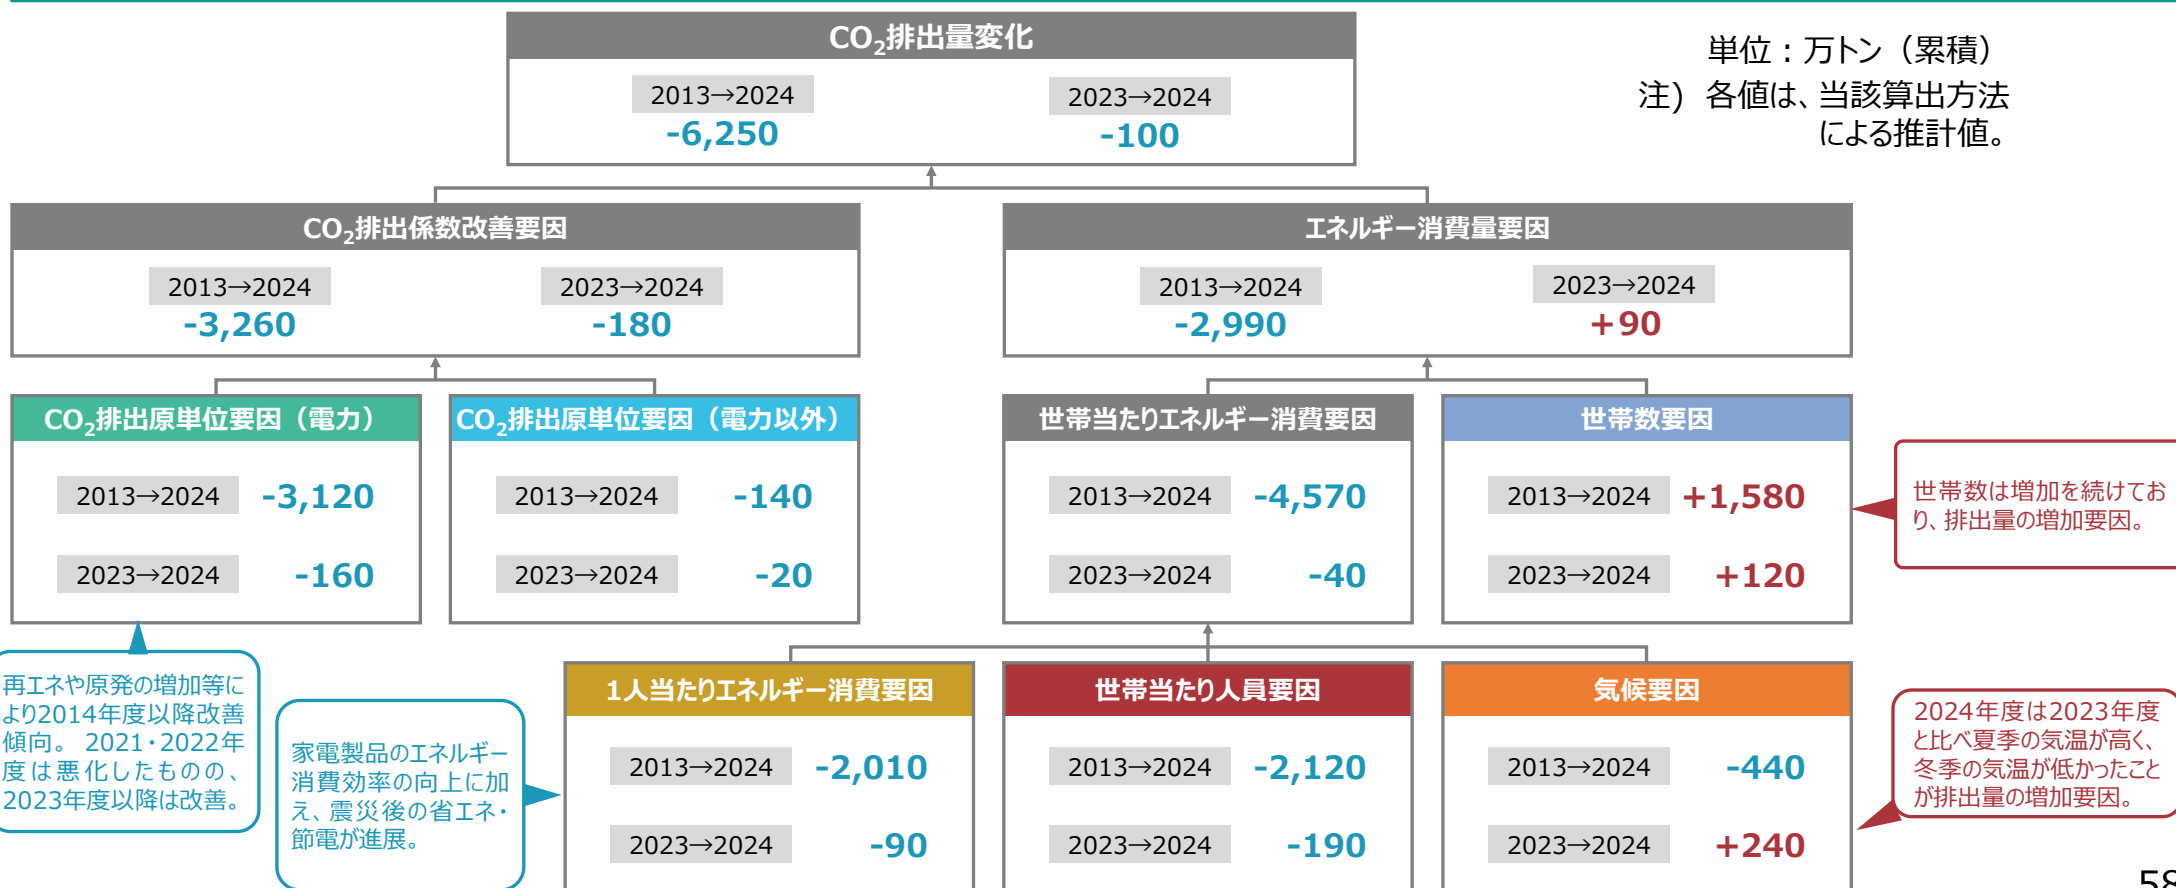 CO₂排出量変化
2013→2024
-6,250
2023→2024
-100
単位：万トン（累積）
注）各値は、当該算出方法
による推計値。
CO₂排出係数改善要因
2013→2024
-3,260
2023→2024
-180
エネルギー消費量要因
2013→2024
-2,990
2023→2024
+90
CO₂排出原単位要因（電力）
2013→2024 -3,120
2023→2024 -160
CO₂排出原単位要因（電力以外）
2013→2024 -140
2023→2024 -20
世帯当たりエネルギー消費要因
2013→2024 -4,570
2023→2024 -40
世帯数要因
2013→2024 +1,580
2023→2024 +120
世帯数は増加を続けてお
り、排出量の増加要因。
再エネや原発の増加等に
より2014年度以降改善
傾向。 2021・2022年
度は悪化したものの、
2023年度以降は改善。
家電製品のエネルギー
消費効率の向上に加
え、震災後の省エネ・
節電が進展。
1人当たりエネルギー消費要因
2013→2024 -2,010
2023→2024 -90
世帯当たり人員要因
2013→2024 -2,120
2023→2024 -190
気候要因
2013→2024 -440
2023→2024 +240
2024年度は2023年度
と比べ夏季の気温が高く、
冬季の気温が低かったこと
が排出量の増加要因。
58